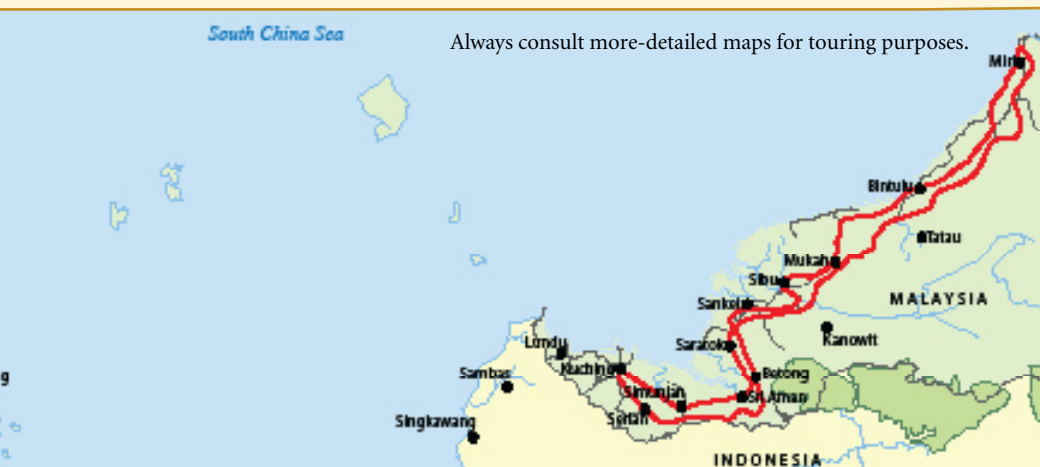 South China Sea
Always consult more-detailed maps for touring purposes.
Miri
Bintulu
Tatau
Mukah
Sibu
MALAYSIA
Sarikei
Kanowit
Lundu
Saratok
Kuching
Sambas
Betong
Simunjan
Sri Aman
Serian
Singkawang
INDONESIA
g